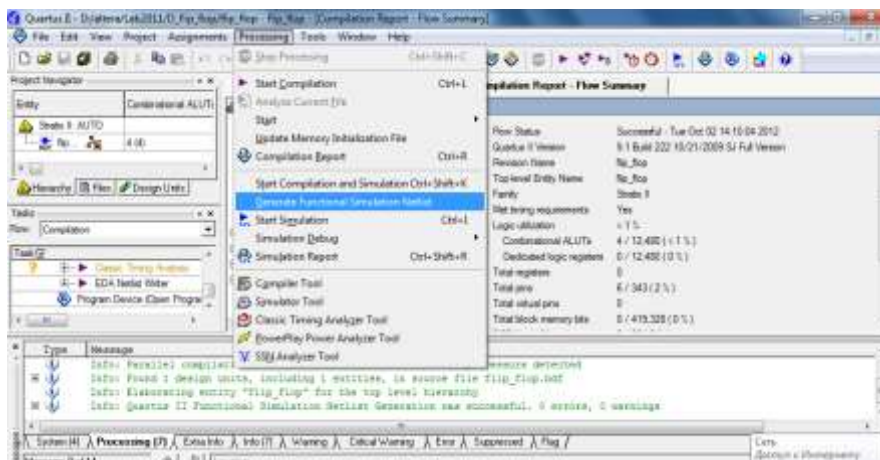 Quartus II - D:/altera/Lab2011/D_flip_flop/flip_flop - flip_flop - [Compilation Report - Flow Summary]
File Edit View Project Assignments Processing Tools Window Help
Stop Processing Ctrl+Shift+C
Start Compilation Ctrl+L
Analyze Current File
Start
Update Memory Initialization File
Compilation Report Ctrl+R
Start Compilation and Simulation Ctrl+Shift+K
Generate Functional Simulation Netlist
Start Simulation Ctrl+I
Simulation Debug
Simulation Report Ctrl+Shift+R
Compiler Tool
Simulator Tool
Classic Timing Analyzer Tool
PowerPlay Power Analyzer Tool
SSN Analyzer Tool
Project Navigator
Entity Combinational ALUTs
Stratix II: AUTO
4 (4)
Hierarchy Files Design Units
Tasks
Flow: Compilation
Task
Classic Timing Analysis
EDA Netlist Writer
Program Device (Open Progra
mpilation Report - Flow Summary
Flow Status Successful - Tue Oct 02 14:10:04 2012
Quartus II Version 9.1 Build 222 10/21/2009 SJ Full Version
Revision Name flip_flop
Top-level Entity Name flip_flop
Family Stratix II
Met timing requirements Yes
Logic utilization < 1 %
Combinational ALUTs 4 / 12,480 ( < 1 % )
Dedicated logic registers 0 / 12,480 ( 0 % )
Total registers 0
Total pins 6 / 343 ( 2 % )
Total virtual pins 0
Total block memory bits 0 / 419,328 ( 0 % )
Type Message
Info: Parallel compilat
detected
Info: Found 1 design units, including 1 entities, in source file flip_flop.bdf
Info: Elaborating entity "flip_flop" for the top level hierarchy
Info: Quartus II Functional Simulation Netlist Generation was successful. 0 errors, 0 warnings
System (4) Processing (7) Extra Info Info (7) Warning Critical Warning Error Suppressed Flag
Сеть
Доступ к Интернету